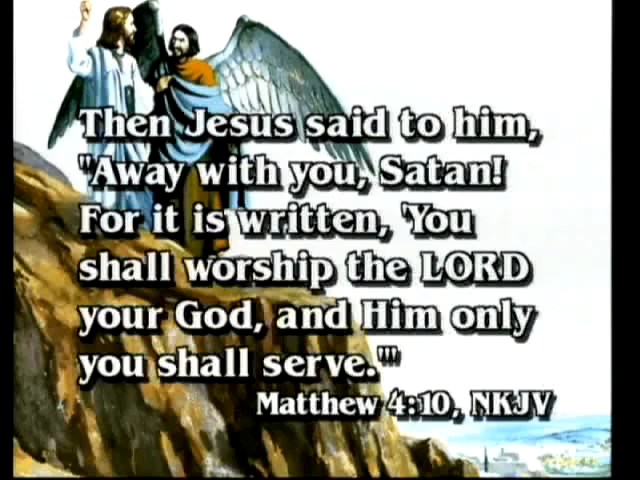 Then Jesus said to him,
"Away with you, Satan!
For it is written, 'You
shall worship the LORD
your God, and Him only
you shall serve.'"
Matthew 4:10, NKJV